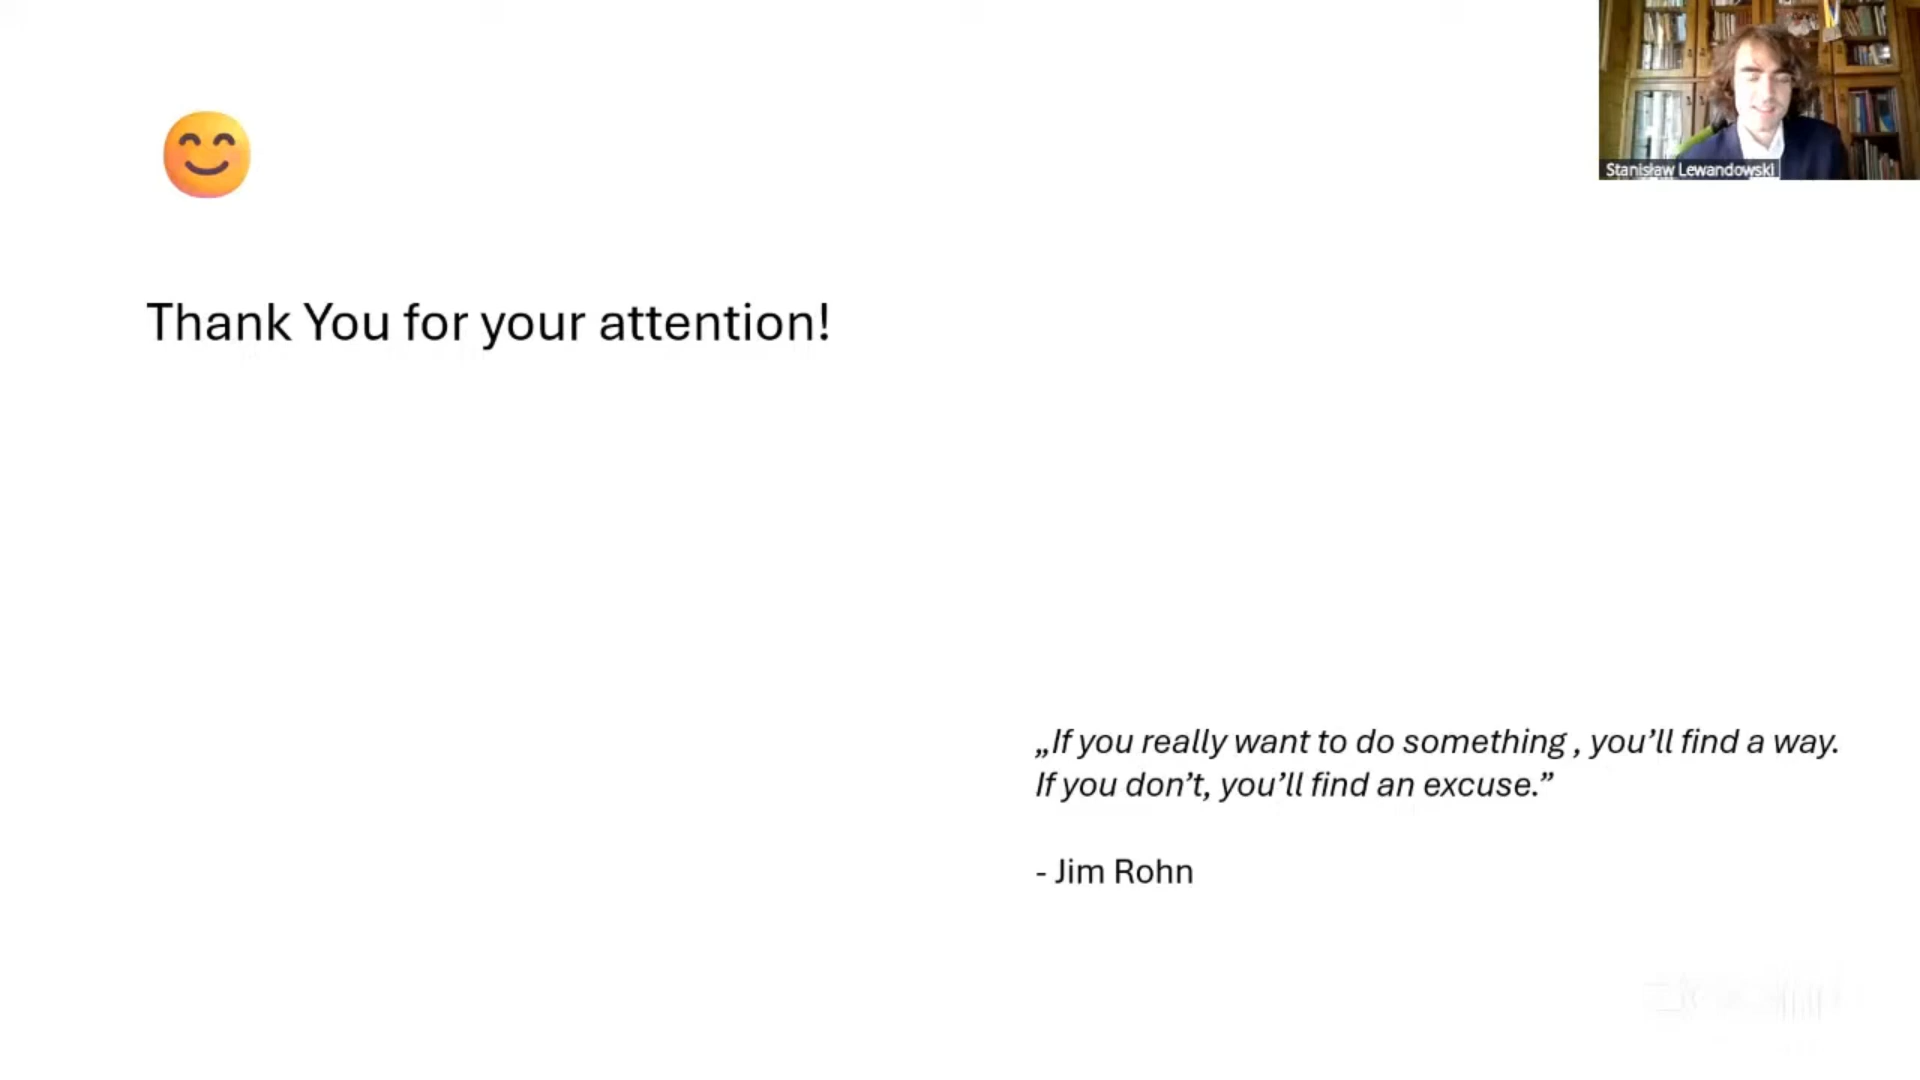 Stanisław Lewandowski
Thank You for your attention!
„If you really want to do something , you’ll find a way.
If you don’t, you’ll find an excuse.”
- Jim Rohn